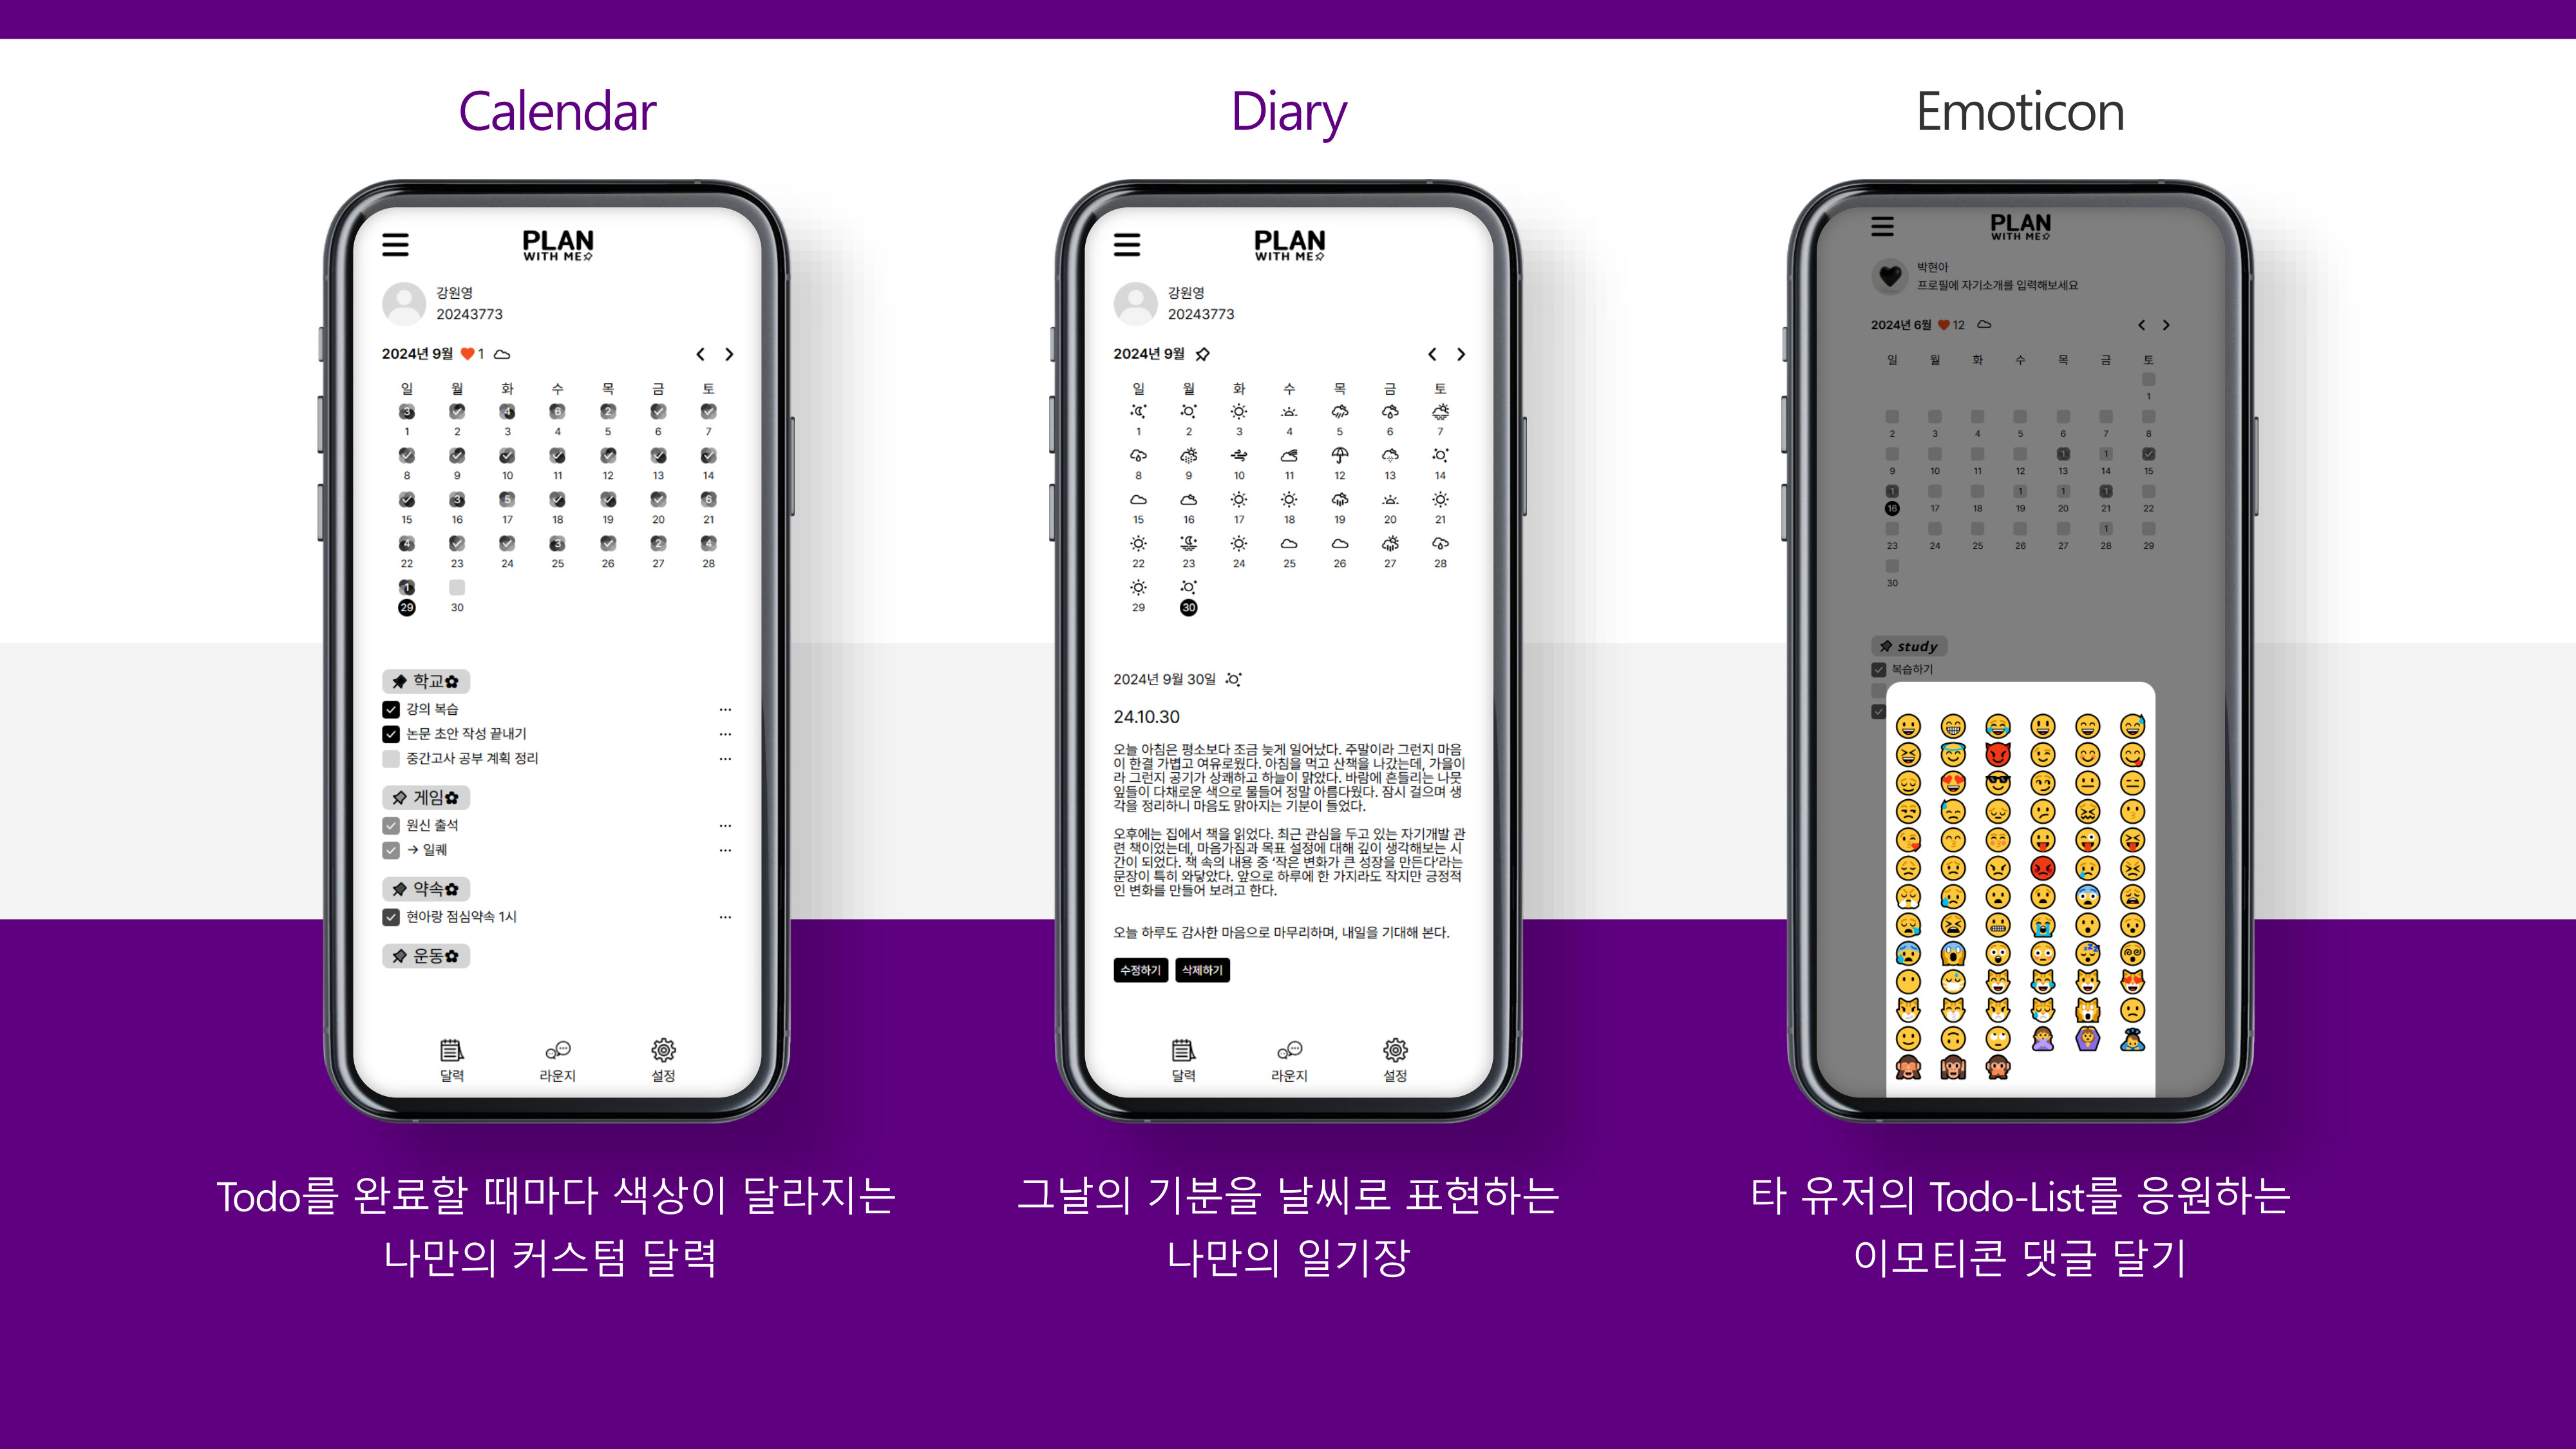 Calendar
Diary
Emoticon
PLAN
WITH ME
강원영
20243773
2024년 9월 1
일 월 화 수 목 금 토
3 4 6 2
1 2 3 4 5 6 7
8 9 10 11 12 13 14
3 5 6
15 16 17 18 19 20 21
4 3 2 4
22 23 24 25 26 27 28
1
29 30
학교
강의 복습 ...
논문 초안 작성 끝내기 ...
중간고사 공부 계획 정리 ...
게임
원신 출석 ...
→ 일퀘 ...
약속
현아랑 점심약속 1시 ...
운동
달력 라운지 설정
PLAN
WITH ME
강원영
20243773
2024년 9월
일 월 화 수 목 금 토
1 2 3 4 5 6 7
8 9 10 11 12 13 14
15 16 17 18 19 20 21
22 23 24 25 26 27 28
29 30
2024년 9월 30일
24.10.30
오늘 아침은 평소보다 조금 늦게 일어났다. 주말이라 그런지 마음
이 한결 가볍고 여유로웠다. 아침을 먹고 산책을 나갔는데, 가을이
라 그런지 공기가 상쾌하고 하늘이 맑았다. 바람에 흔들리는 나뭇
잎들이 다채로운 색으로 물들어 정말 아름다웠다. 잠시 걸으며 생
각을 정리하니 마음도 맑아지는 기분이 들었다.
오후에는 집에서 책을 읽었다. 최근 관심을 두고 있는 자기개발 관
련 책이었는데, 마음가짐과 목표 설정에 대해 깊이 생각해보는 시
간이 되었다. 책 속의 내용 중 '작은 변화가 큰 성장을 만든다'라는
문장이 특히 와닿았다. 앞으로 하루에 한 가지라도 작지만 긍정적
인 변화를 만들어 보려고 한다.
오늘 하루도 감사한 마음으로 마무리하며, 내일을 기대해 본다.
수정하기 삭제하기
달력 라운지 설정
PLAN
WITH ME
박현아
프로필에 자기소개를 입력해보세요
2024년 6월 12
일 월 화 수 목 금 토
1
2 3 4 5 6 7 8
1 1
9 10 11 12 13 14 15
1 1 1 1
16 17 18 19 20 21 22
1
23 24 25 26 27 28 29
30
study
복습하기
Todo를 완료할 때마다 색상이 달라지는
나만의 커스텀 달력
그날의 기분을 날씨로 표현하는
나만의 일기장
타 유저의 Todo-List를 응원하는
이모티콘 댓글 달기